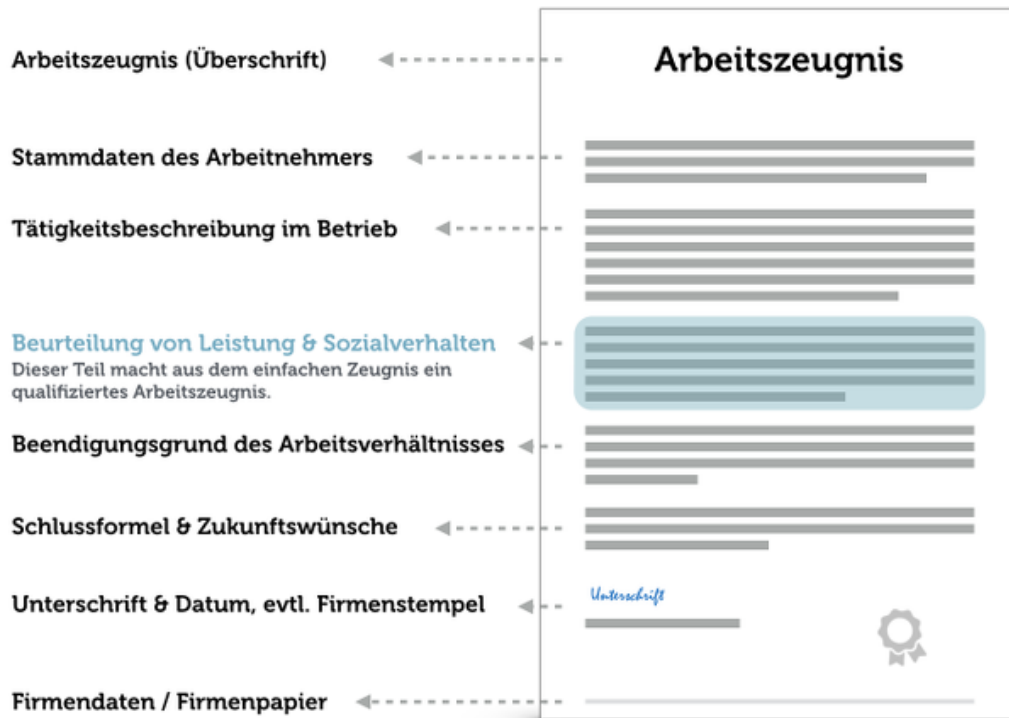 Arbeitszeugnis (Überschrift)
Arbeitszeugnis
Stammdaten des Arbeitnehmers
Tätigkeitsbeschreibung im Betrieb
Beurteilung von Leistung & Sozialverhalten
Dieser Teil macht aus dem einfachen Zeugnis ein
qualifiziertes Arbeitszeugnis.
Beendigungsgrund des Arbeitsverhältnisses
Schlussformel & Zukunftswünsche
Unterschrift & Datum, evtl. Firmenstempel
Unterschrift
Firmendaten / Firmenpapier